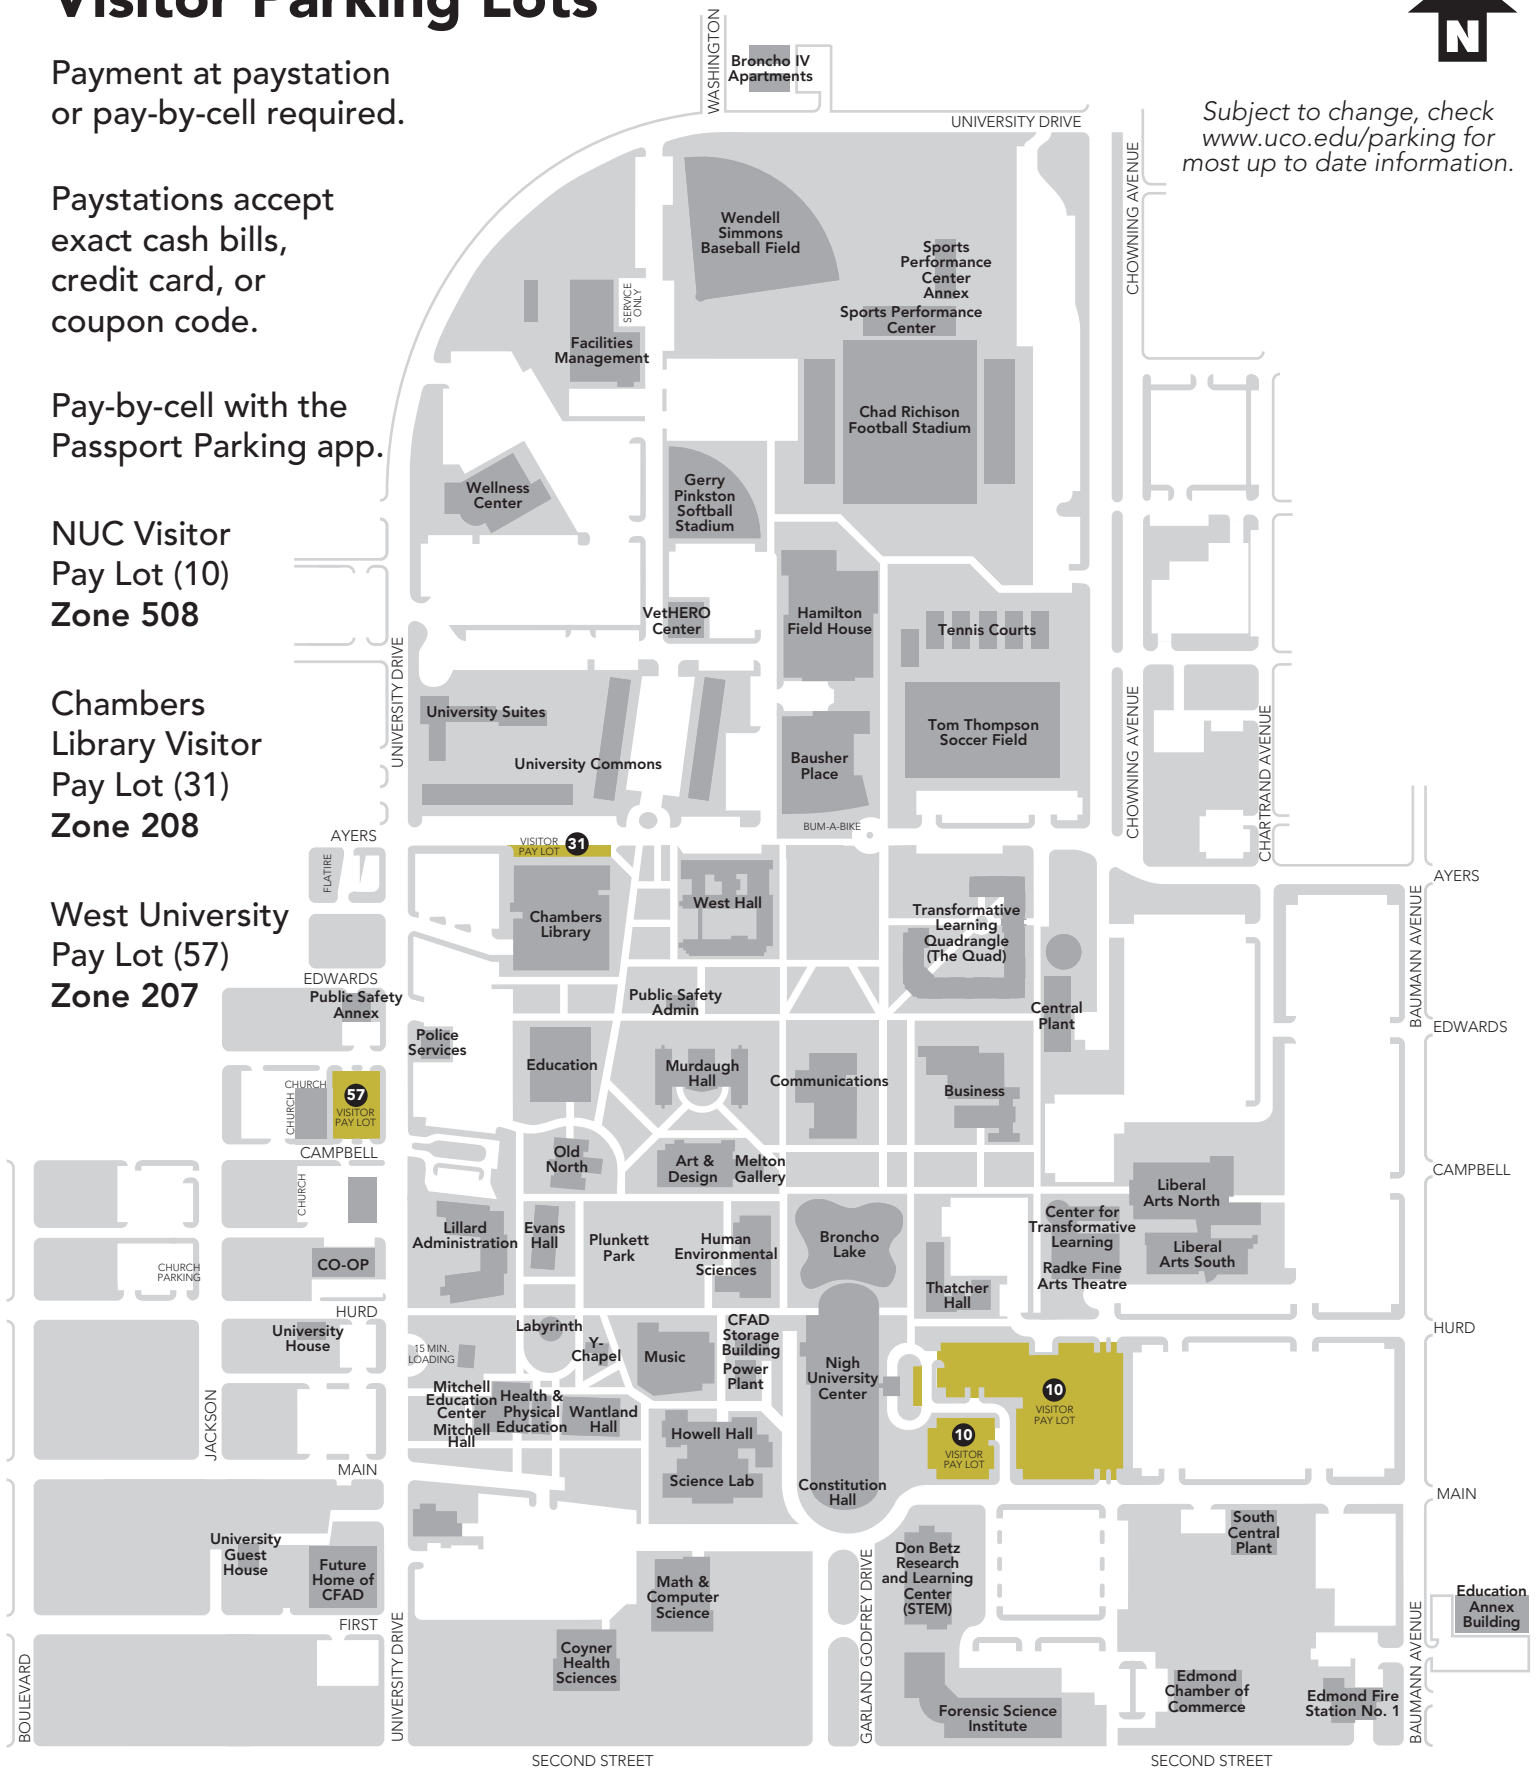 Visitor Parking Lots
Payment at paystation
or pay-by-cell required.
Paystations accept
exact cash bills,
credit card, or
coupon code.
Pay-by-cell with the
Passport Parking app.
NUC Visitor
Pay Lot (10)
Zone 508
Chambers
Library Visitor
Pay Lot (31)
Zone 208
West University
Pay Lot (57)
Zone 207
N
Subject to change, check
www.uco.edu/parking for
most up to date information.
WASHINGTON
Broncho IV
Apartments
UNIVERSITY DRIVE
CHOWNING AVENUE
Wendell
Simmons
Baseball Field
Sports
Performance
Center
Annex
Sports Performance
Center
SERVICE
ONLY
Facilities
Management
Chad Richison
Football Stadium
Wellness
Center
Gerry
Pinkston
Softball
Stadium
VetHERO
Center
Hamilton
Field House
Tennis Courts
UNIVERSITY DRIVE
University Suites
University Commons
Bausher
Place
Tom Thompson
Soccer Field
CHOWNING AVENUE
CHARTRAND AVENUE
BUM-A-BIKE
AYERS
FLATIRE
VISITOR
PAY LOT
31
Chambers
Library
West Hall
Transformative
Learning
Quadrangle
(The Quad)
AYERS
BAUMANN AVENUE
EDWARDS
Public Safety
Annex
Public Safety
Admin
Central
Plant
EDWARDS
Police
Services
Education
Murdaugh
Hall
Communications
Business
CHURCH
CHURCH
57
VISITOR
PAY LOT
CAMPBELL
Old
North
Art &
Design
Melton
Gallery
CAMPBELL
Liberal
Arts North
CHURCH
Lillard
Administration
Evans
Hall
Plunkett
Park
Human
Environmental
Sciences
Broncho
Lake
Center for
Transformative
Learning
Liberal
Arts South
CHURCH
PARKING
CO-OP
Thatcher
Hall
Radke Fine
Arts Theatre
HURD
University
House
15 MIN.
LOADING
Labyrinth
Y-
Chapel
Music
CFAD
Storage
Building
Power
Plant
Nigh
University
Center
HURD
10
VISITOR
PAY LOT
10
VISITOR
PAY LOT
JACKSON
Mitchell
Education
Center
Mitchell
Hall
Health &
Physical
Education
Wantland
Hall
Howell Hall
Science Lab
Constitution
Hall
MAIN
MAIN
University
Guest
House
Future
Home of
CFAD
South
Central
Plant
Don Betz
Research
and Learning
Center
(STEM)
Math &
Computer
Science
Education
Annex
Building
FIRST
Coyner
Health
Sciences
BOULEVARD
UNIVERSITY DRIVE
GARLAND GODFREY DRIVE
Forensic Science
Institute
Edmond
Chamber of
Commerce
Edmond Fire
Station No. 1
BAUMANN AVENUE
SECOND STREET
SECOND STREET